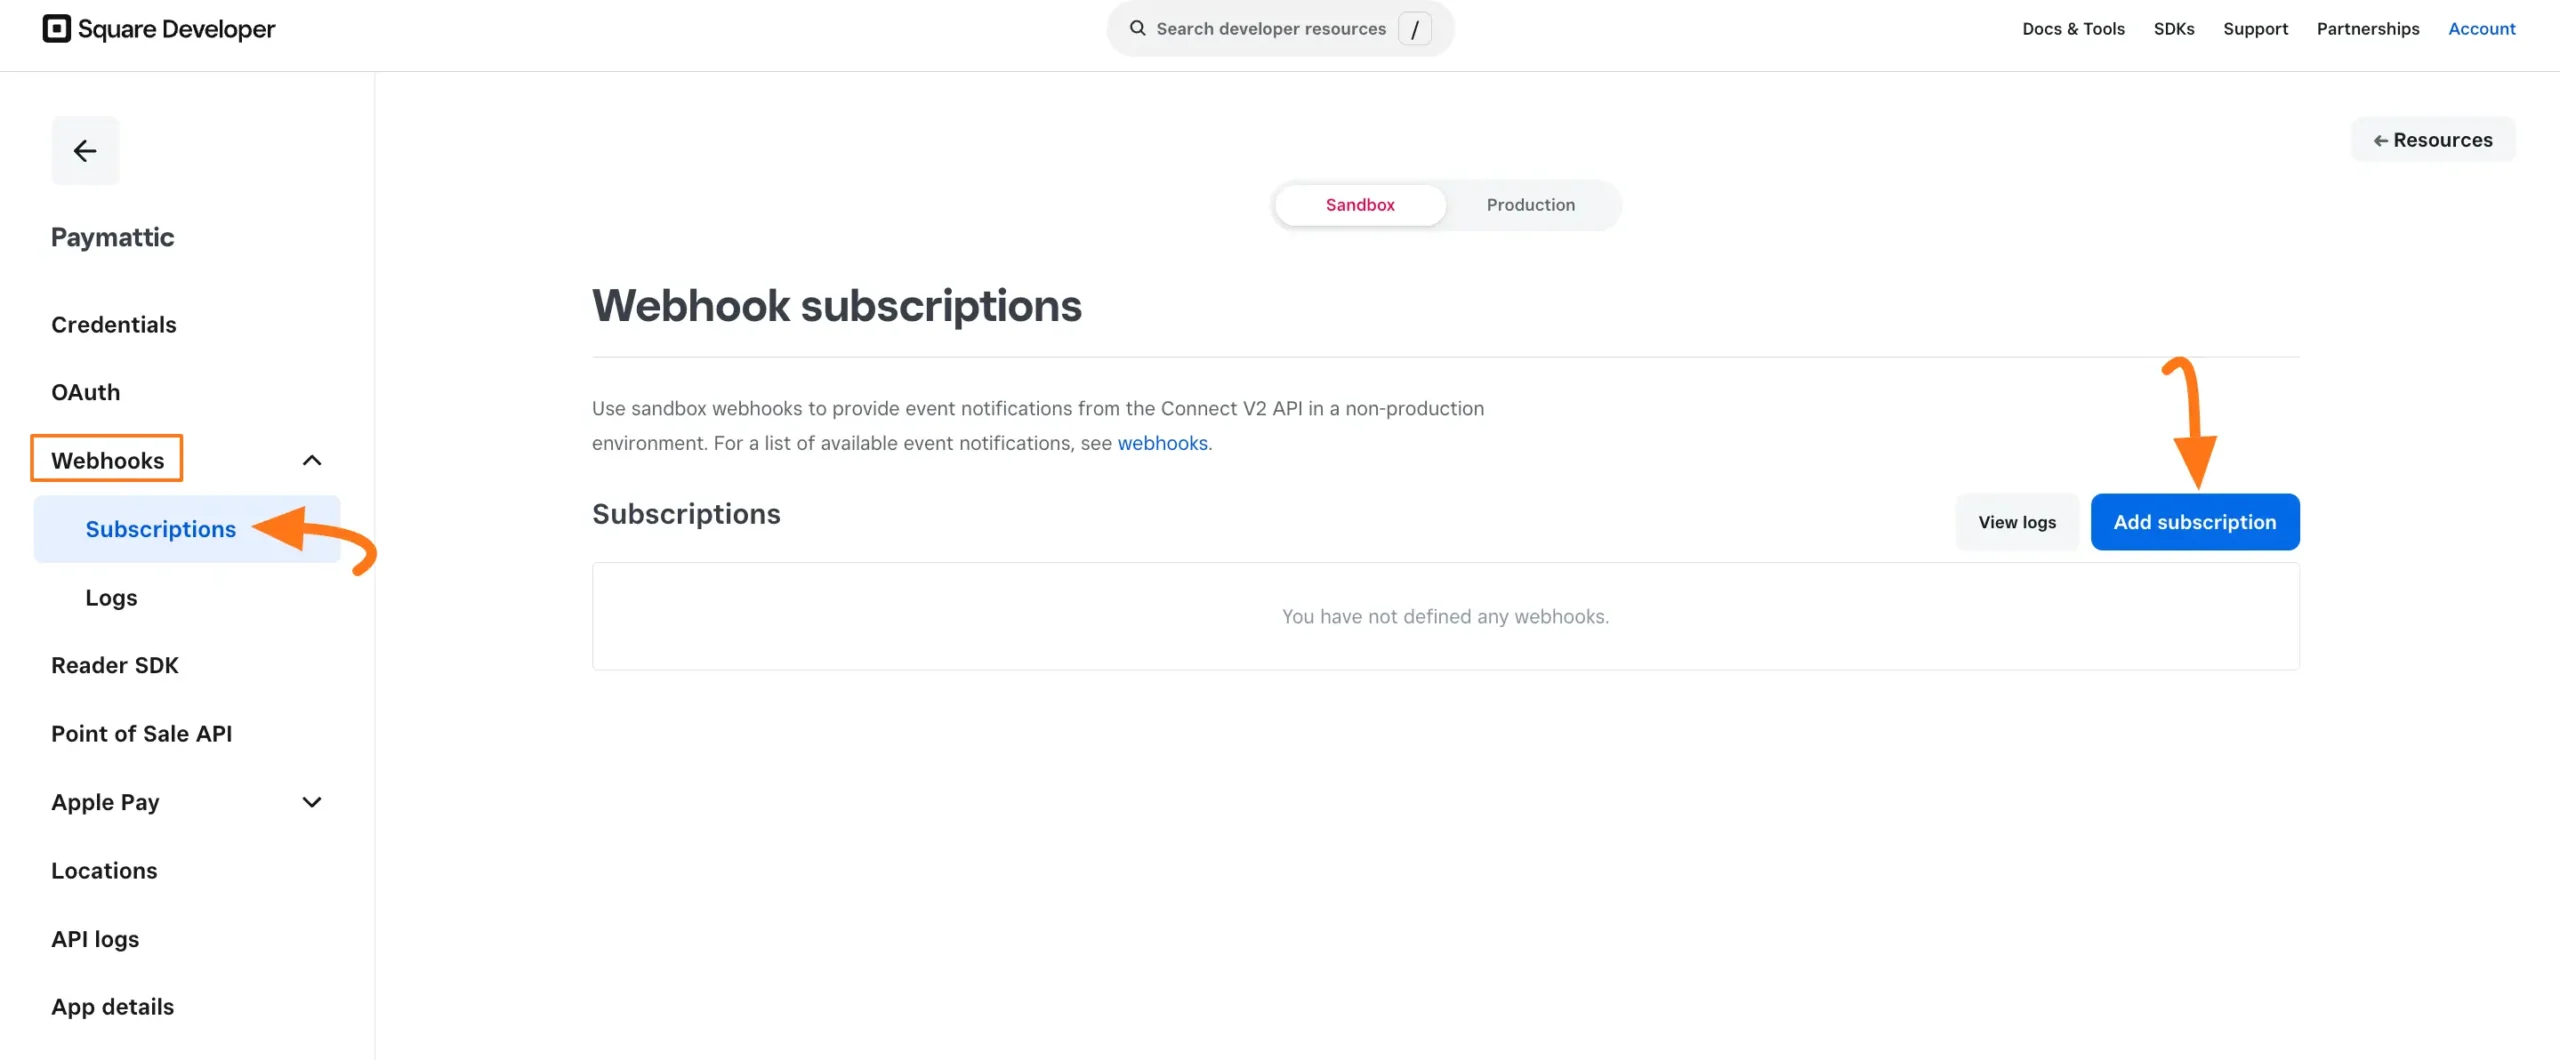 Square Developer
Search developer resources /
Docs & Tools
SDKs
Support
Partnerships
Account
Paymattic
Credentials
OAuth
Webhooks
Subscriptions
Logs
Reader SDK
Point of Sale API
Apple Pay
Locations
API logs
App details
← Resources
Sandbox
Production
Webhook subscriptions
Use sandbox webhooks to provide event notifications from the Connect V2 API in a non-production
environment. For a list of available event notifications, see webhooks.
Subscriptions
View logs
Add subscription
You have not defined any webhooks.